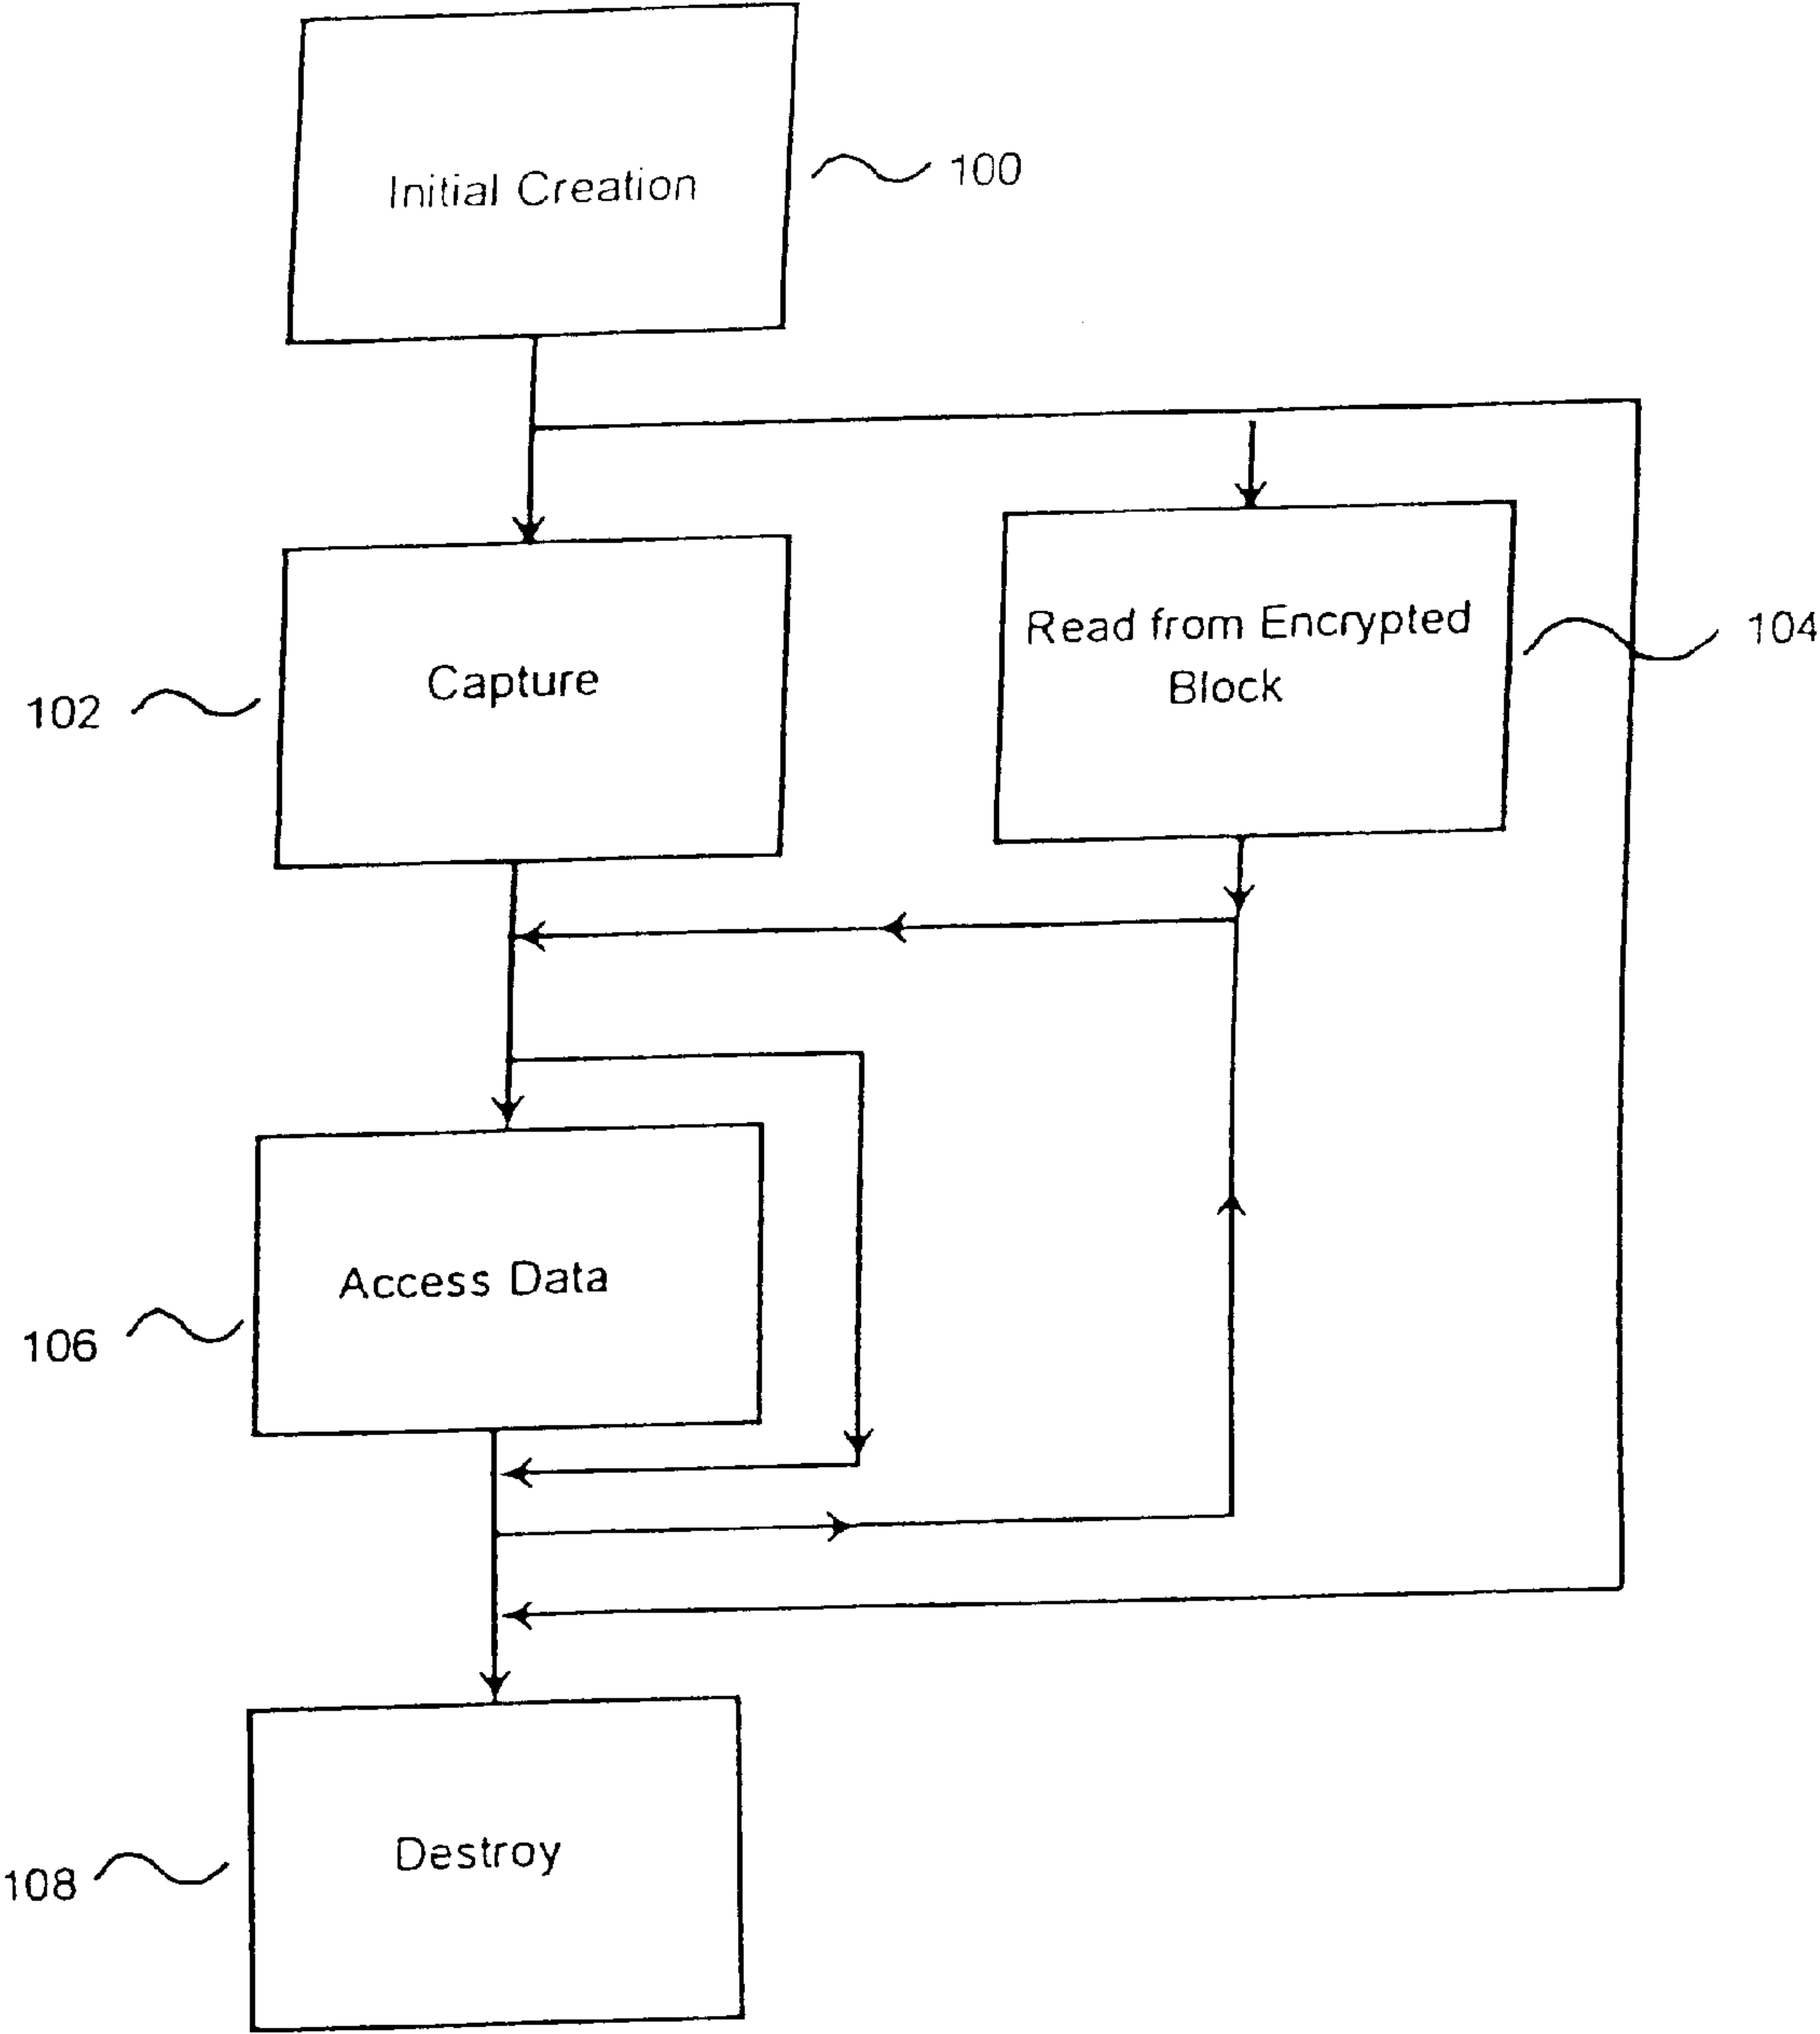 Initial Creation
100
Capture
102
Read from Encrypted
Block
104
Access Data
106
Destroy
108